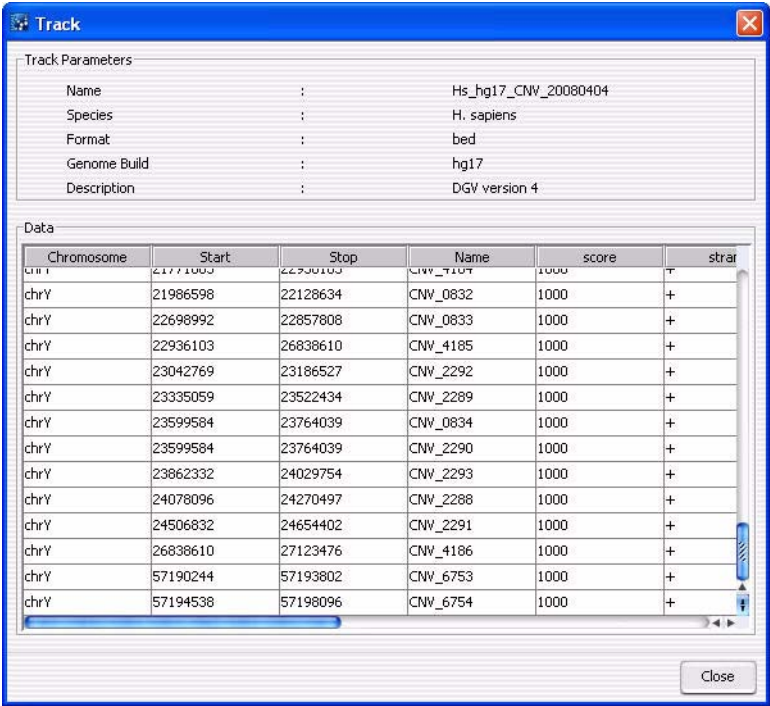 Track
Track Parameters
Name : Hs_hg17_CNV_20080404
Species : H. sapiens
Format : bed
Genome Build : hg17
Description : DGV version 4
Data
Chromosome Start Stop Name score stran
chrY 21986598 22128634 CNV_0832 1000 +
chrY 22698992 22857808 CNV_0833 1000 +
chrY 22936103 26838610 CNV_4185 1000 +
chrY 23042769 23186527 CNV_2292 1000 +
chrY 23335059 23522434 CNV_2289 1000 +
chrY 23599584 23764039 CNV_0834 1000 +
chrY 23599584 23764039 CNV_2290 1000 +
chrY 23862332 24029754 CNV_2293 1000 +
chrY 24078096 24270497 CNV_2288 1000 +
chrY 24506832 24654402 CNV_2291 1000 +
chrY 26838610 27123476 CNV_4186 1000 +
chrY 57190244 57193802 CNV_6753 1000 +
chrY 57194538 57198096 CNV_6754 1000 +
Close